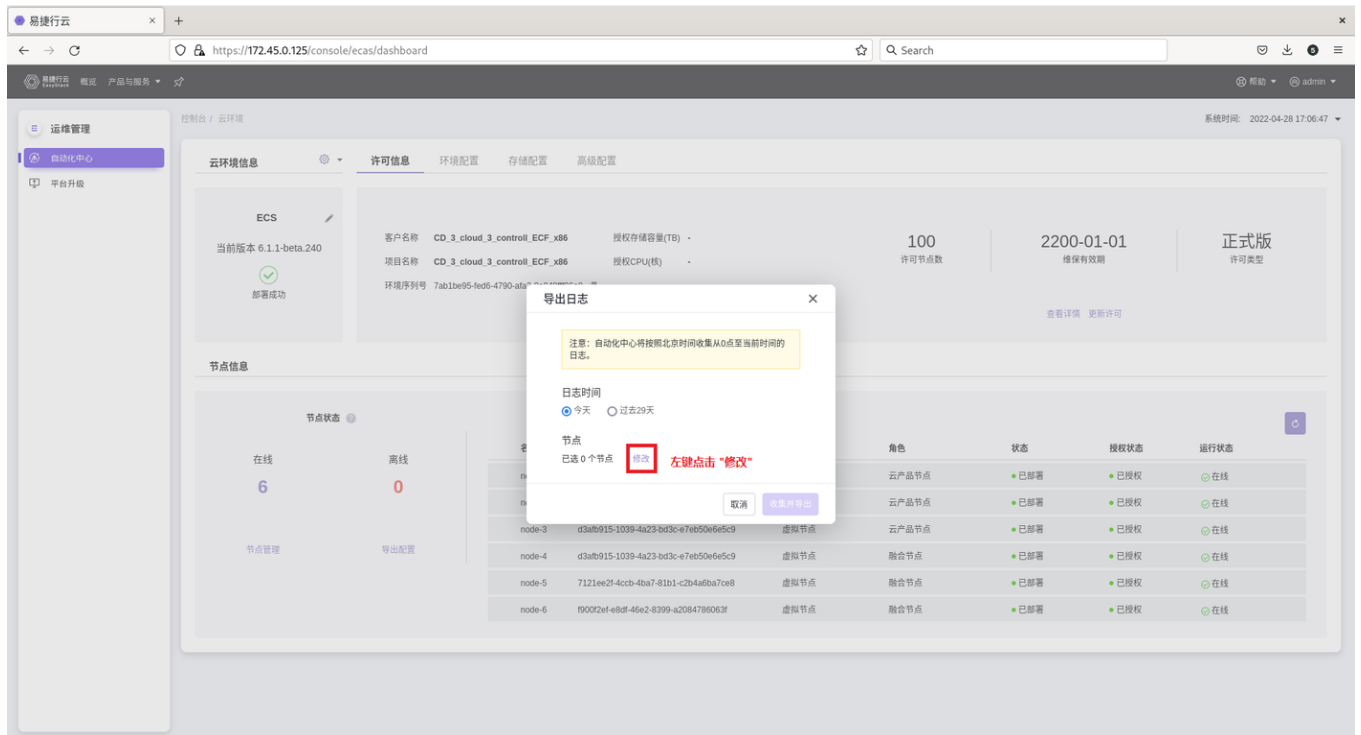 易捷行云
https://172.45.0.125/console/ecas/dashboard
Search
易捷行云 EasyStack 概览 产品与服务
帮助 admin
运维管理
自动化中心
平台升级
控制台 / 云环境
系统时间: 2022-04-28 17:06:47
云环境信息
许可信息 环境配置 存储配置 高级配置
ECS
当前版本 6.1.1-beta.240
部署成功
客户名称 CD_3_cloud_3_controll_ECF_x86 授权存储容量(TB) -
项目名称 CD_3_cloud_3_controll_ECF_x86 授权CPU(核) -
环境序列号 7ab1be95-fed6-4790-afa
100
许可节点数
2200-01-01
维保有效期
正式版
许可类型
查看详情 更新许可
导出日志
注意：自动化中心将按照北京时间收集从0点至当前时间的
日志。
日志时间
今天 过去29天
节点
已选 0 个节点 修改 左键点击 "修改"
取消 收集并导出
节点信息
节点状态
在线 离线
6 0
节点管理 导出配置
角色 状态 授权状态 运行状态
云产品节点 已部署 已授权 在线
云产品节点 已部署 已授权 在线
node-3 d3afb915-1039-4a23-bd3c-e7eb50e6e5c9 虚拟节点 云产品节点 已部署 已授权 在线
node-4 d3afb915-1039-4a23-bd3c-e7eb50e6e5c9 虚拟节点 融合节点 已部署 已授权 在线
node-5 7121ee2f-4ccb-4ba7-81b1-c2b4a6ba7ce8 虚拟节点 融合节点 已部署 已授权 在线
node-6 f900f2ef-e8df-46e2-8399-a2084786063f 虚拟节点 融合节点 已部署 已授权 在线